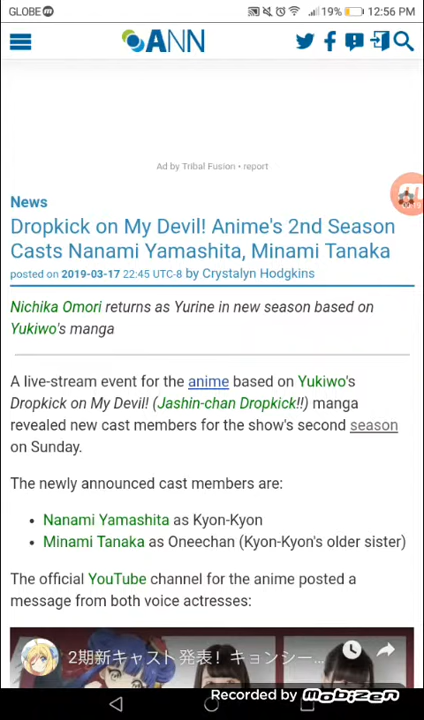 GLOBE m 19% 12:56 PM
ANN
Ad by Tribal Fusion • report
News
Dropkick on My Devil! Anime's 2nd Season
Casts Nanami Yamashita, Minami Tanaka
posted on 2019-03-17 22:45 UTC-8 by Crystalyn Hodgkins
Nichika Omori returns as Yurine in new season based on
Yukiwo's manga
A live-stream event for the anime based on Yukiwo's
Dropkick on My Devil! (Jashin-chan Dropkick!!) manga
revealed new cast members for the show's second season
on Sunday.
The newly announced cast members are:
• Nanami Yamashita as Kyon-Kyon
• Minami Tanaka as Oneechan (Kyon-Kyon's older sister)
The official YouTube channel for the anime posted a
message from both voice actresses:
2期新キャスト発表！キョンシー...
Recorded by mobizen